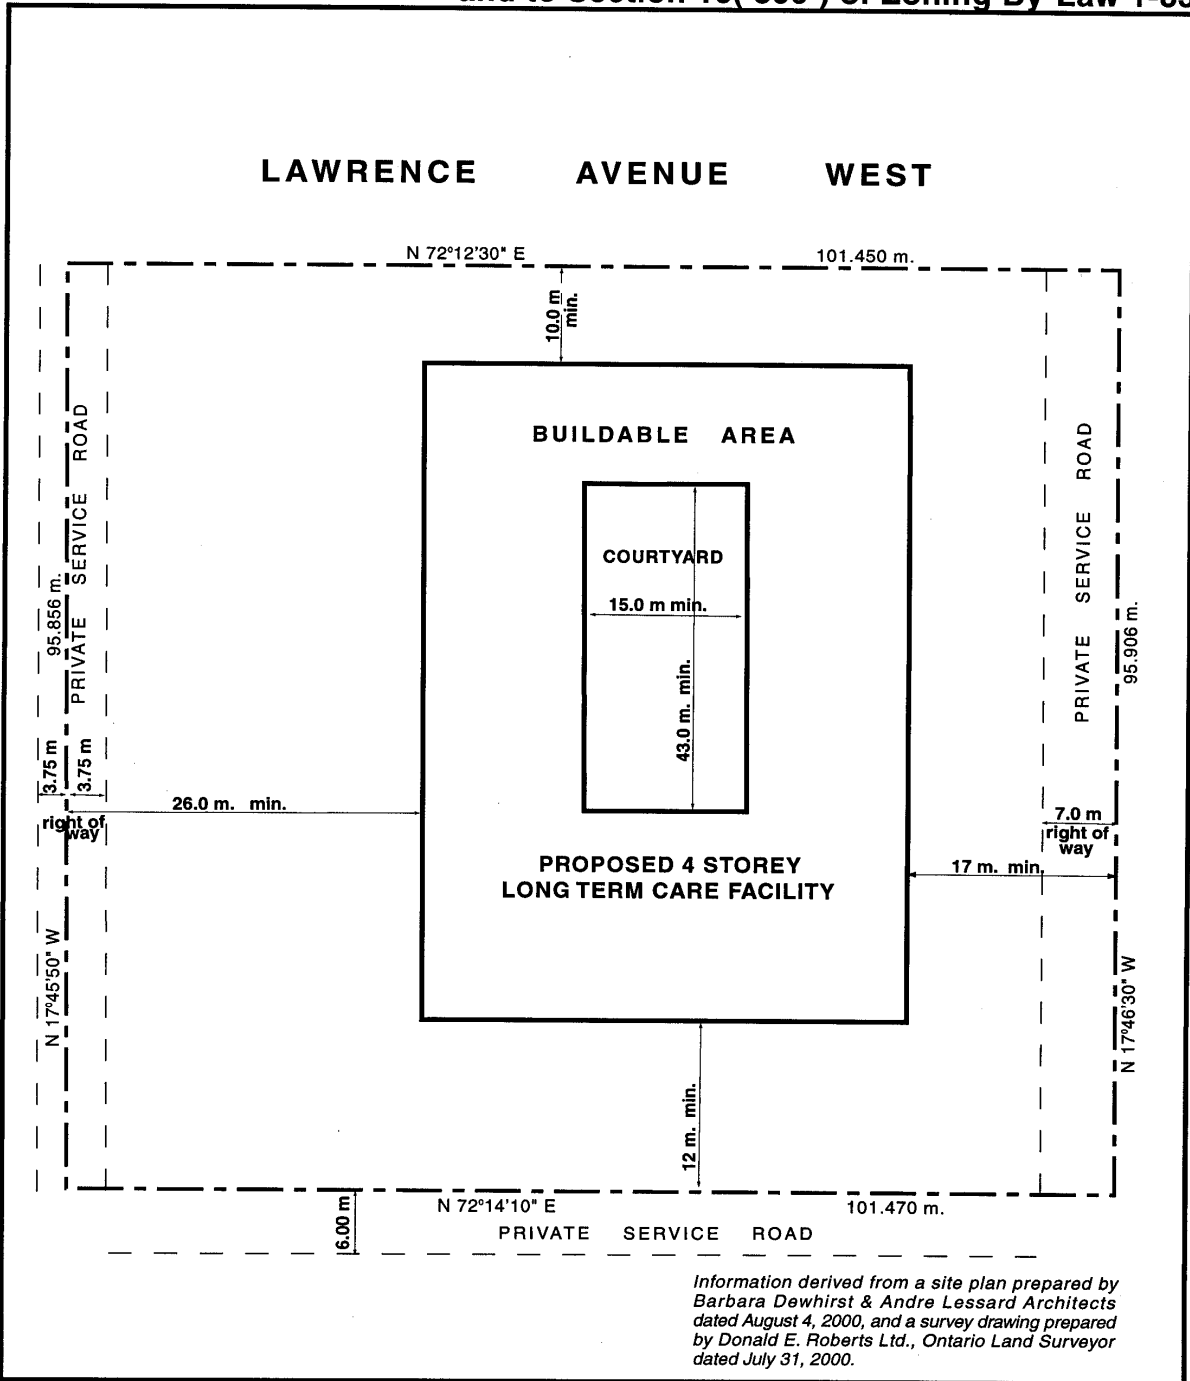 LAWRENCE AVENUE WEST
N 72°12'30" E
101.450 m.
10.0 m
min.
BUILDABLE AREA
COURTYARD
15.0 m min.
43.0 m. min.
PRIVATE SERVICE ROAD
95.856 m.
PRIVATE SERVICE ROAD
95.906 m.
3.75 m
3.75 m
26.0 m. min.
right of
way
7.0 m
right of
way
17 m. min.
PROPOSED 4 STOREY
LONG TERM CARE FACILITY
N 17°45'50" W
N 17°46'30" W
12 m. min.
N 72°14'10" E
101.470 m.
6.00 m
PRIVATE SERVICE ROAD
Information derived from a site plan prepared by
Barbara Dewhirst & Andre Lessard Architects
dated August 4, 2000, and a survey drawing prepared
by Donald E. Roberts Ltd., Ontario Land Surveyor
dated July 31, 2000.